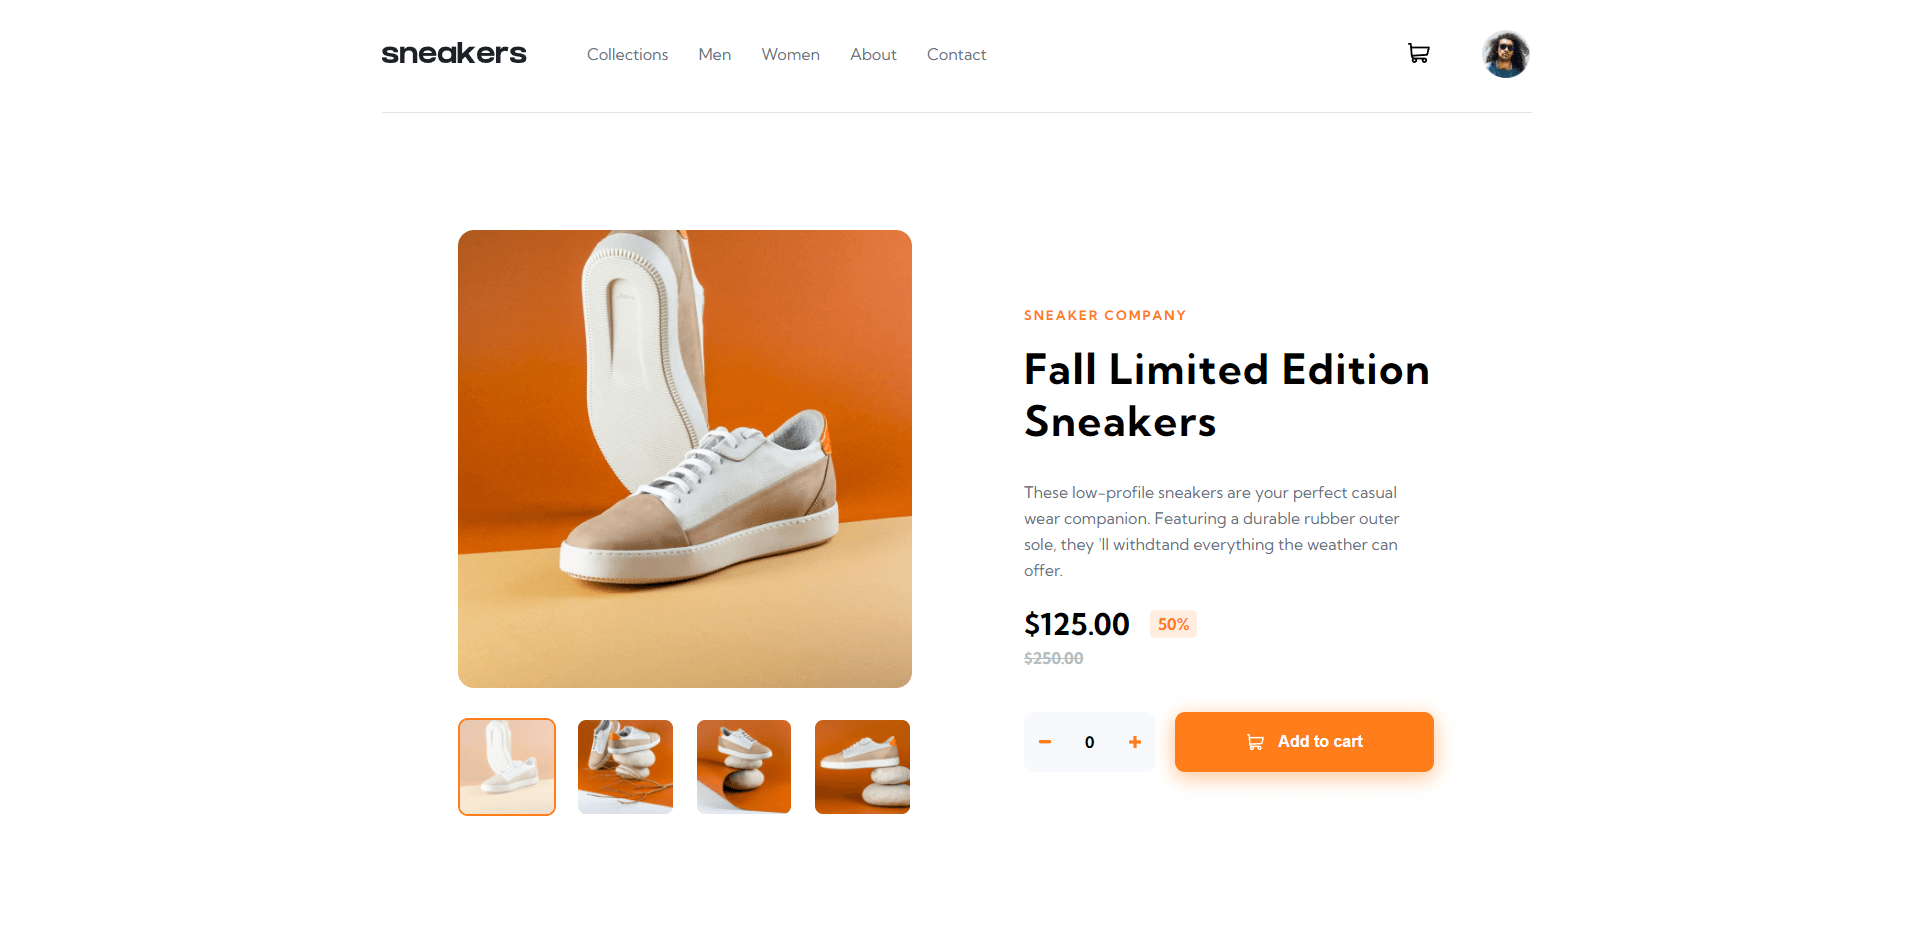 sneakers
Collections Men Women About Contact
SNEAKER COMPANY
Fall Limited Edition
Sneakers
These low-profile sneakers are your perfect casual
wear companion. Featuring a durable rubber outer
sole, they 'll withdtand everything the weather can
offer.
$125.00 50%
$250.00
0 Add to cart